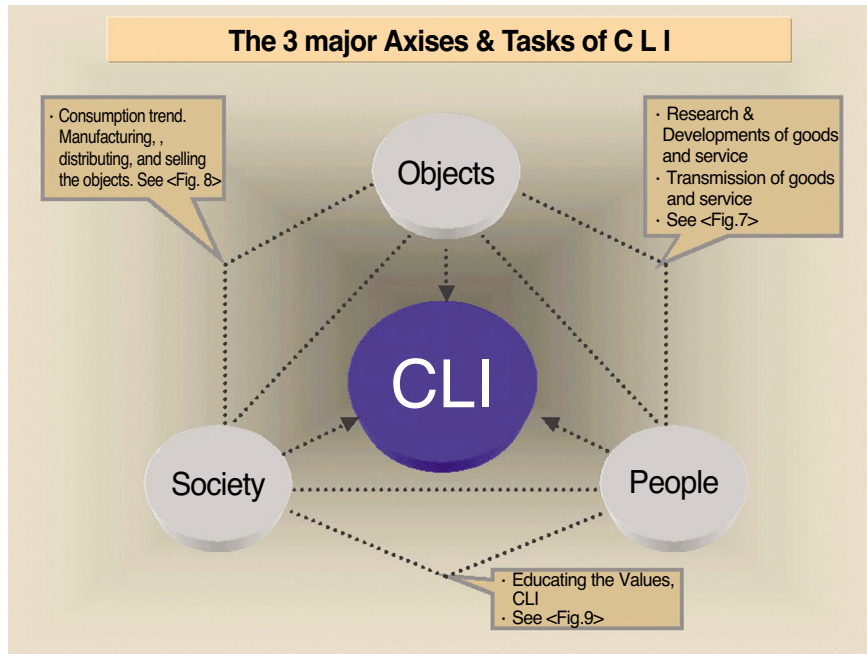 The 3 major Axises & Tasks of C L I
· Consumption trend.
Manufacturing, ,
distributing, and selling
the objects. See <Fig. 8>
· Research &
Developments of goods
and service
· Transmission of goods
and service
· See <Fig.7>
Objects
CLI
Society
People
· Educating the Values,
CLI
· See <Fig.9>